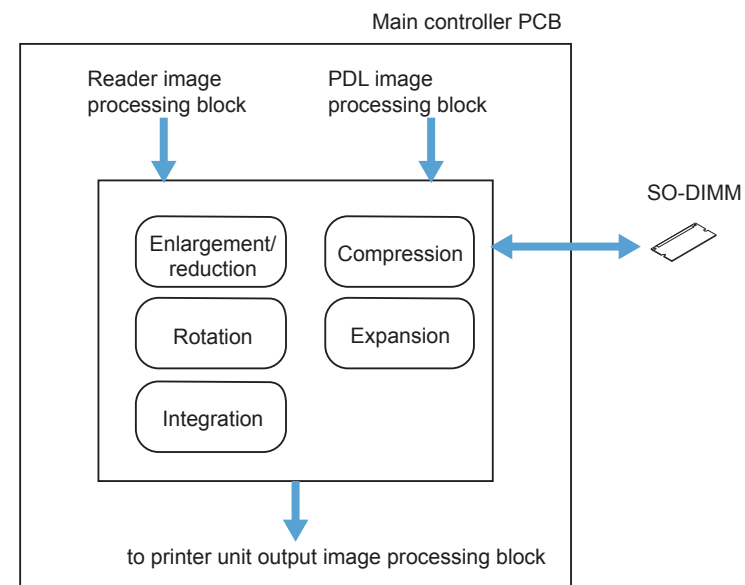 Main controller PCB
Reader image
processing block
PDL image
processing block
SO-DIMM
Enlargement/
reduction
Compression
Rotation
Expansion
Integration
to printer unit output image processing block